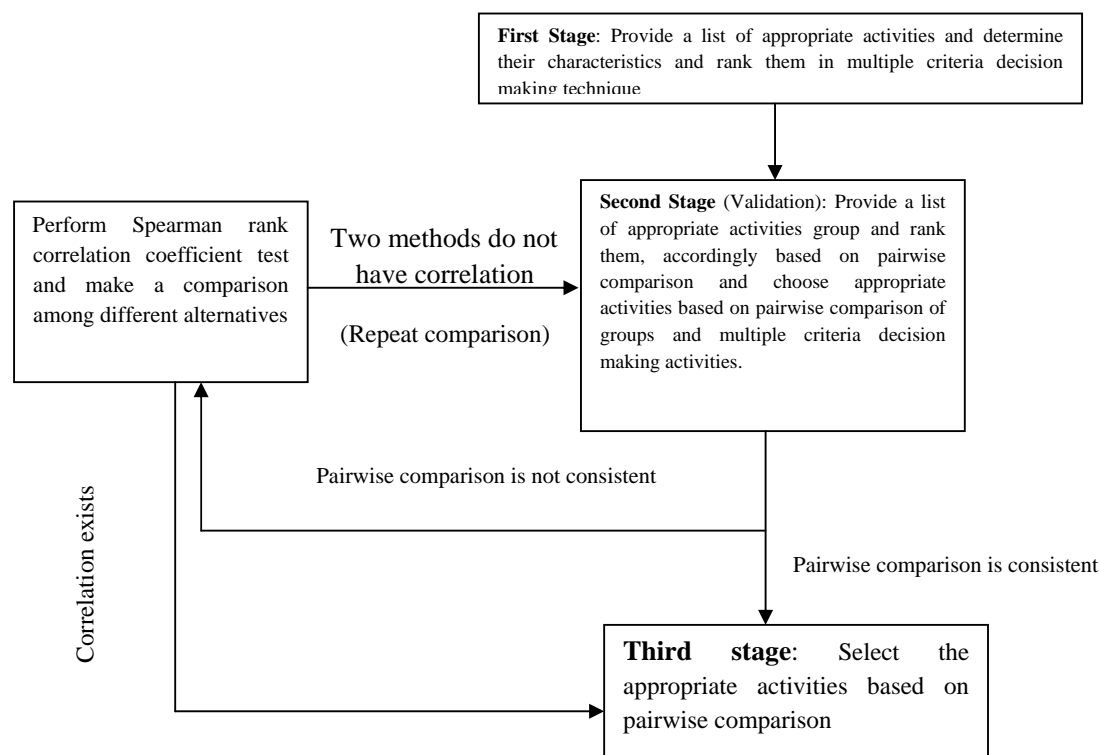 First Stage: Provide a list of appropriate activities and determine
their characteristics and rank them in multiple criteria decision
making technique
Second Stage (Validation): Provide a list
of appropriate activities group and rank
them, accordingly based on pairwise
comparison and choose appropriate
activities based on pairwise comparison of
groups and multiple criteria decision
making activities.
Perform Spearman rank
correlation coefficient test
and make a comparison
among different alternatives
Two methods do not
have correlation
(Repeat comparison)
Pairwise comparison is not consistent
Correlation exists
Pairwise comparison is consistent
Third stage: Select the
appropriate activities based on
pairwise comparison